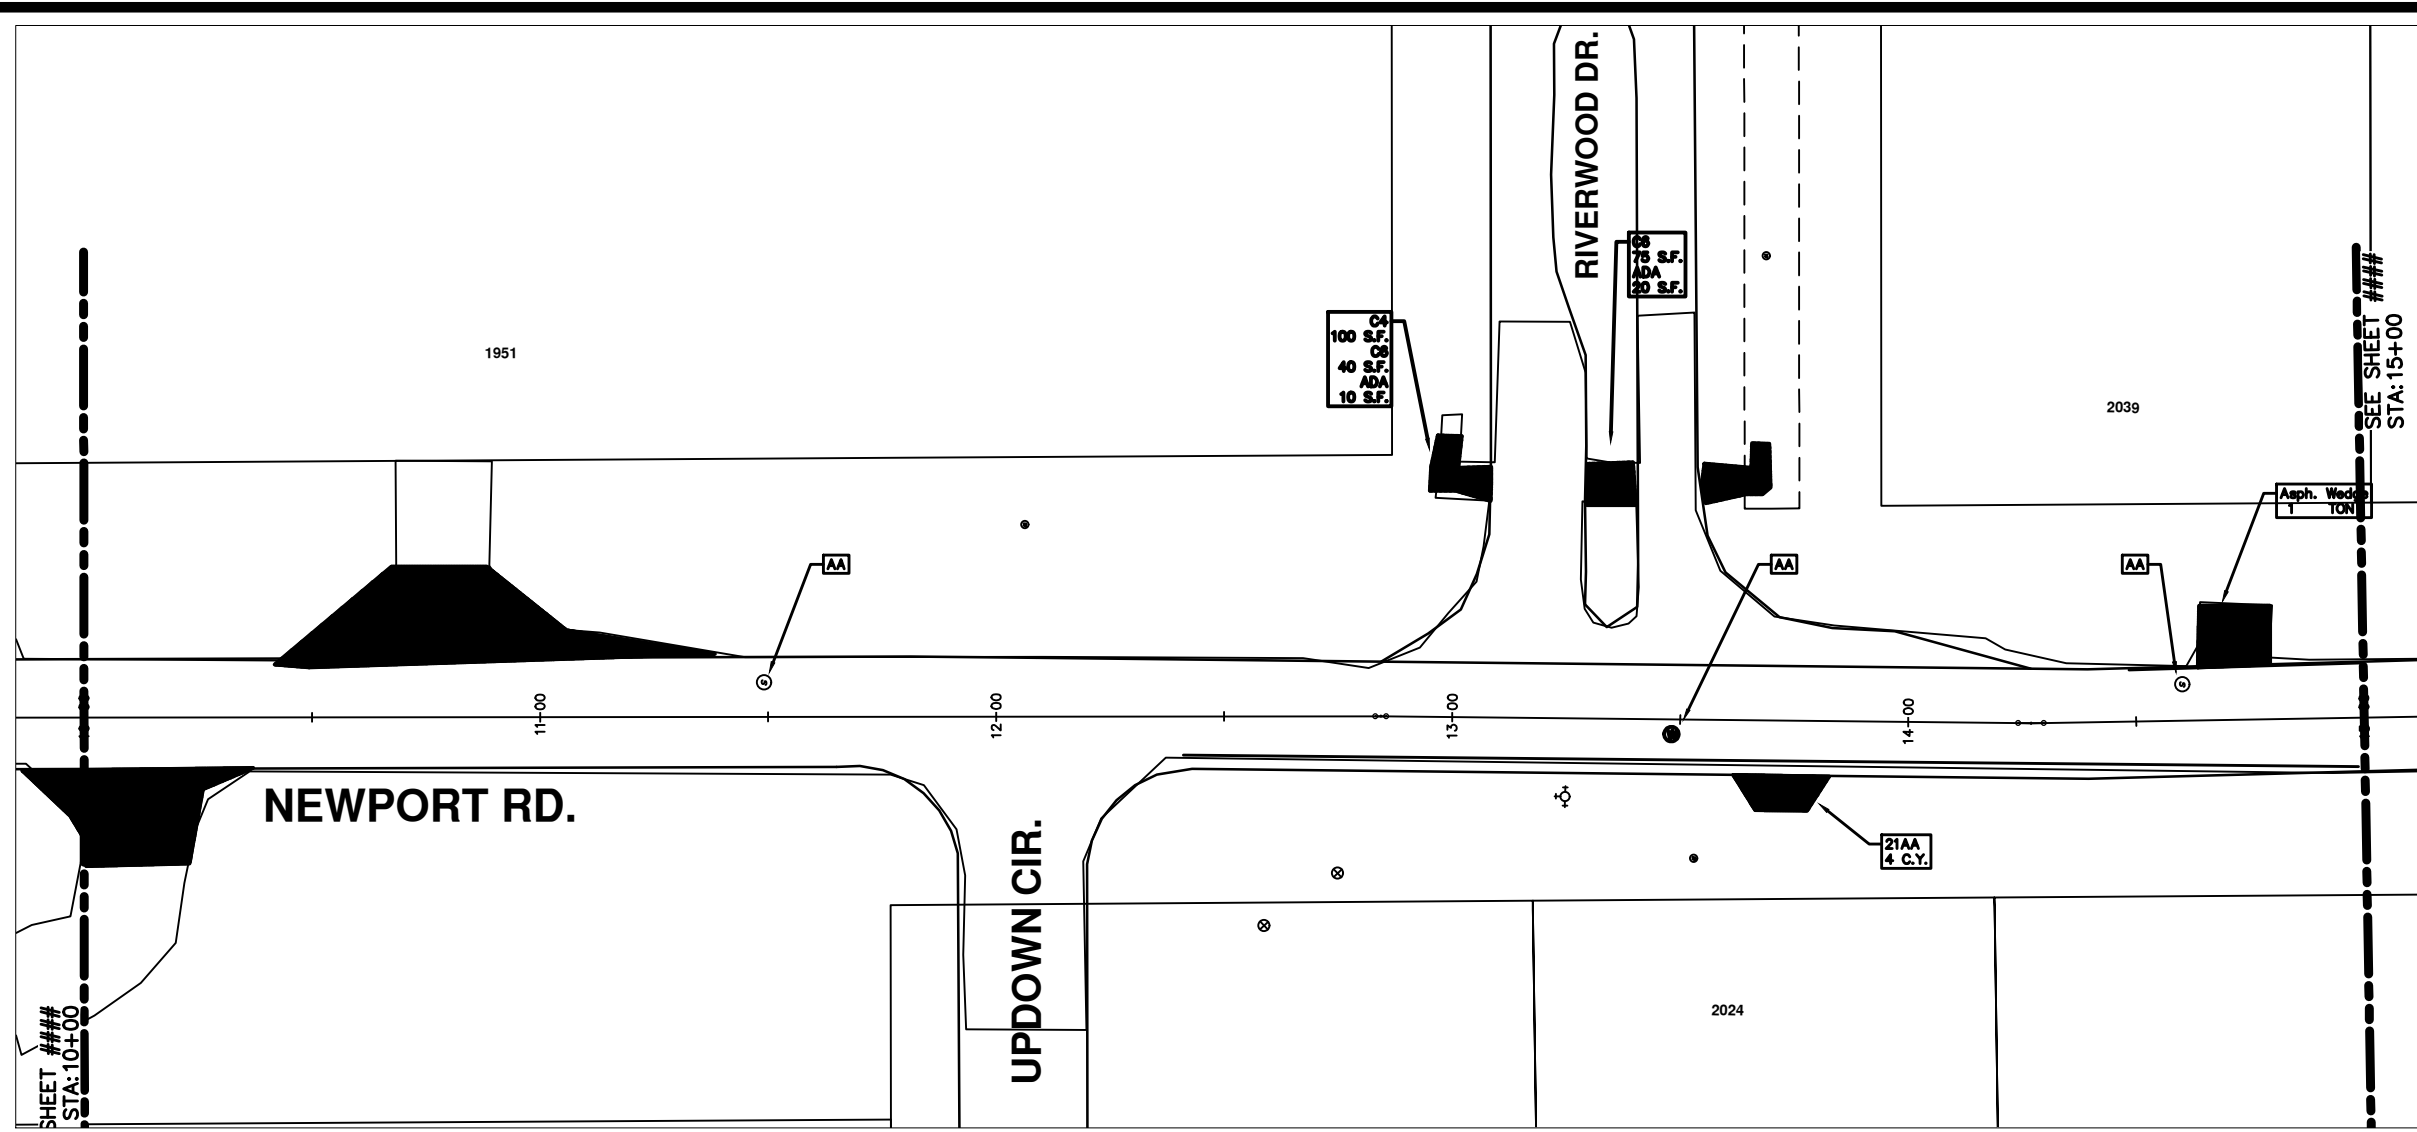 RIVERWOOD DR.
C6
75 S.F.
ADA
20 S.F.
SEE SHEET ####
STA:15+00
C4
100 S.F.
C6
40 S.F.
ADA
10 S.F.
1951
2039
Asph. Wedge
1 TON
AA
AA
AA
11+00
12+00
13+00
14+00
NEWPORT RD.
UPDOWN CIR.
21AA
4 C.Y.
2024
SHEET ####
STA:10+00
S
S